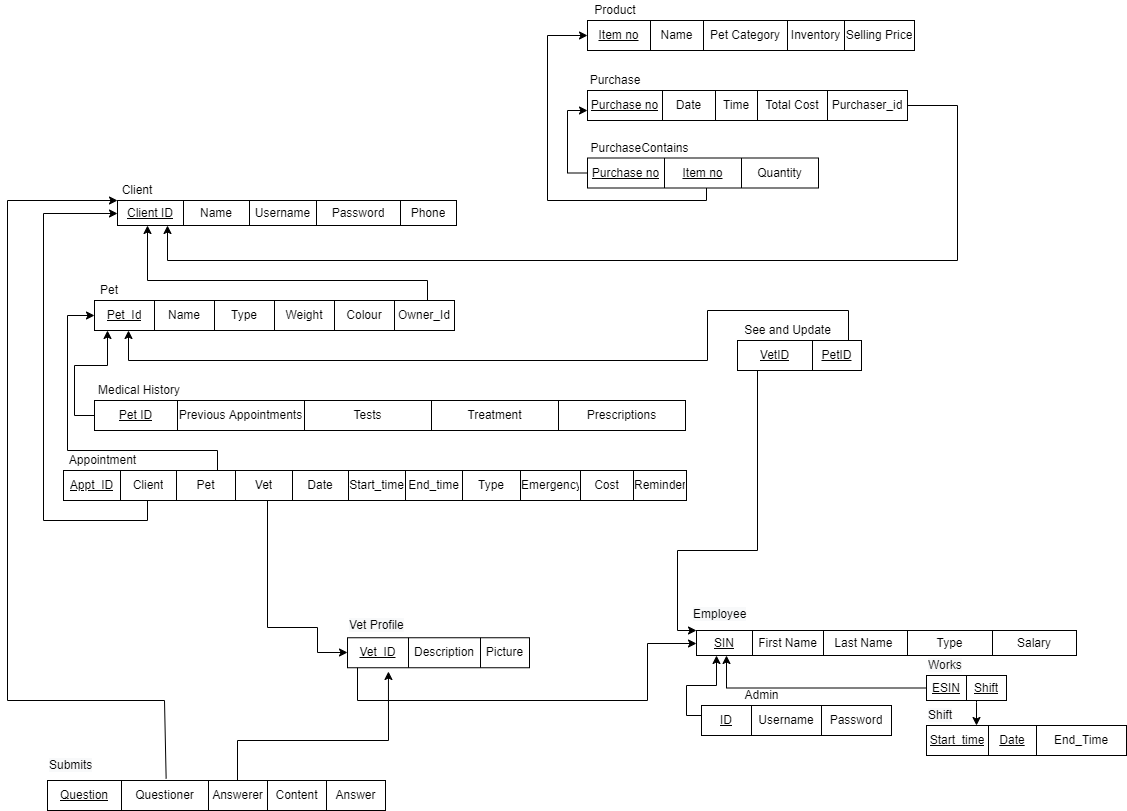 Product
Item no Name Pet Category Inventory Selling Price
Purchase
Purchase no Date Time Total Cost Purchaser_id
PurchaseContains
Purchase no Item no Quantity
Client
Client ID Name Username Password Phone
Pet
Pet_Id Name Type Weight Colour Owner_Id
See and Update
VetID PetID
Medical History
Pet ID Previous Appointments Tests Treatment Prescriptions
Appointment
Appt_ID Client Pet Vet Date Start_time End_time Type Emergency Cost Reminder
Employee
SIN First Name Last Name Type Salary
Vet Profile
Vet_ID Description Picture
Works
ESIN Shift
Admin
ID Username Password
Shift
Start_time Date End_Time
Submits
Question Questioner Answerer Content Answer